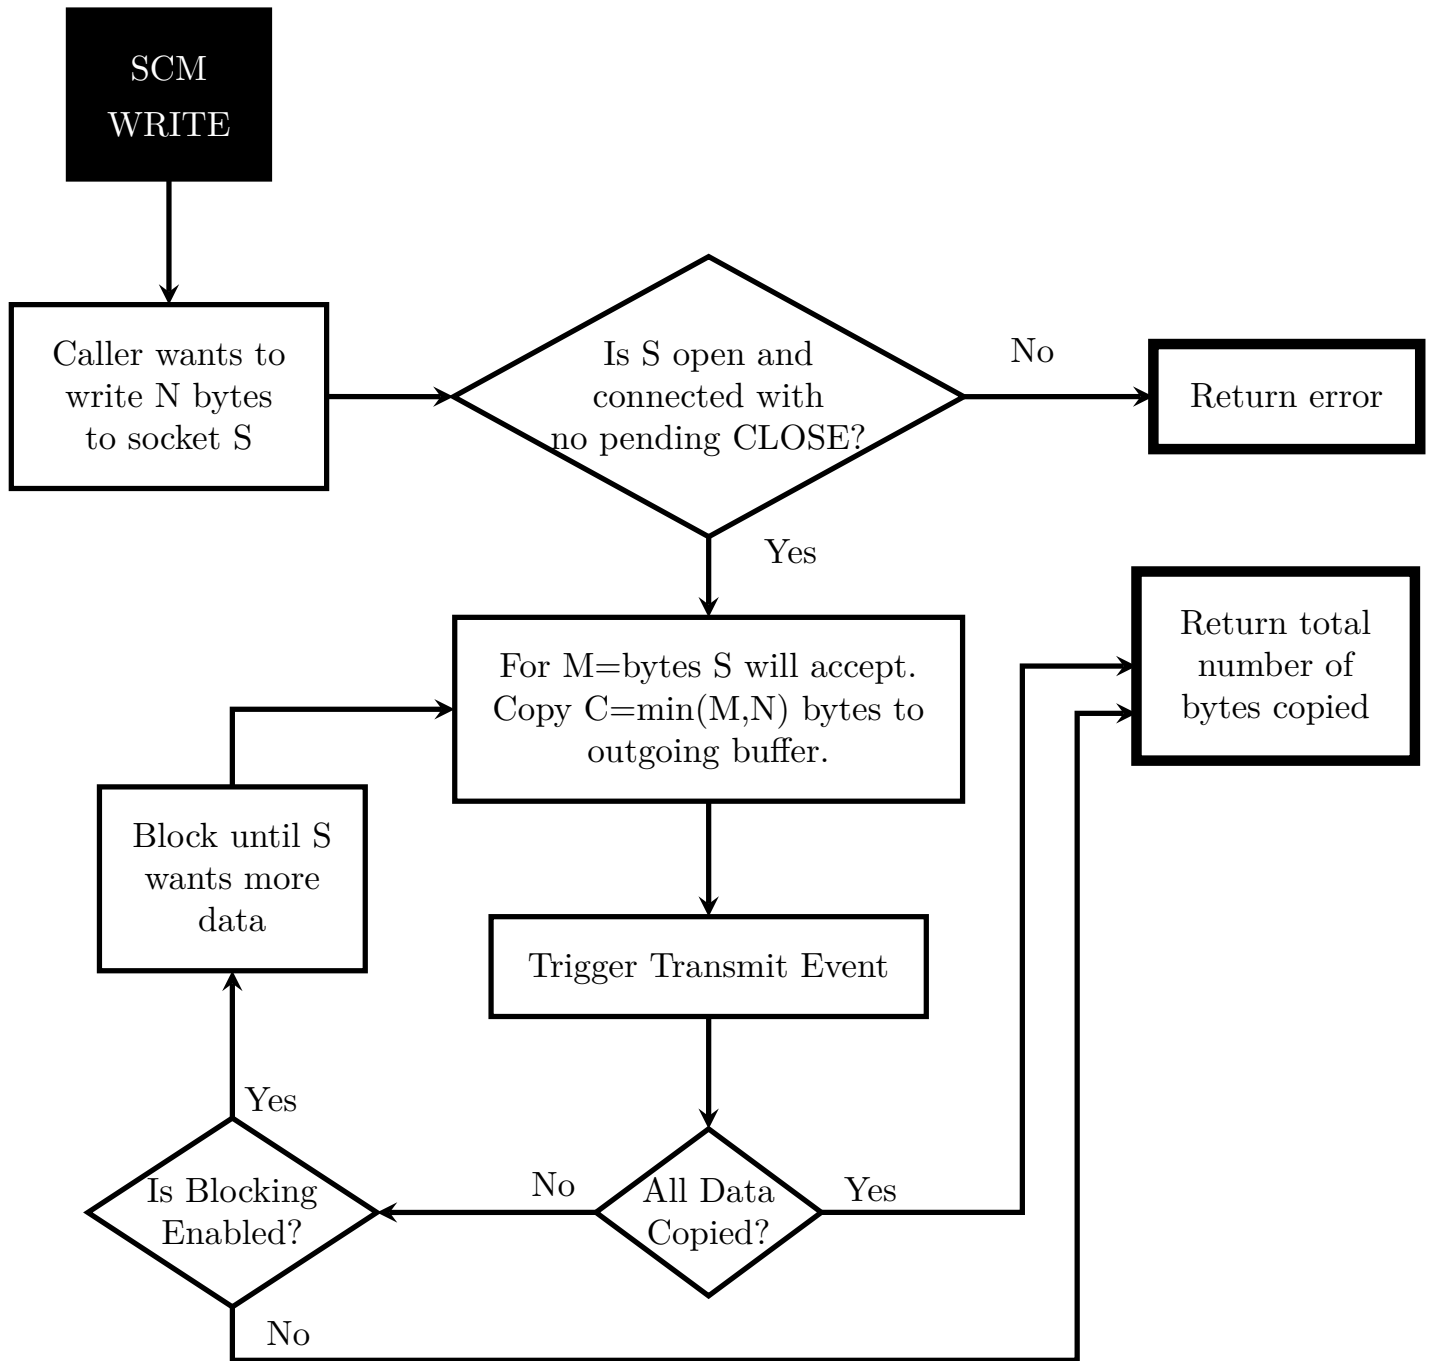 SCM
WRITE
Caller wants to
write N bytes
to socket S
Is S open and
connected with
no pending CLOSE?
No
Return error
Yes
For M=bytes S will accept.
Copy C=min(M,N) bytes to
outgoing buffer.
Return total
number of
bytes copied
Block until S
wants more
data
Trigger Transmit Event
Yes
Is Blocking
Enabled?
No
All Data
Copied?
Yes
No